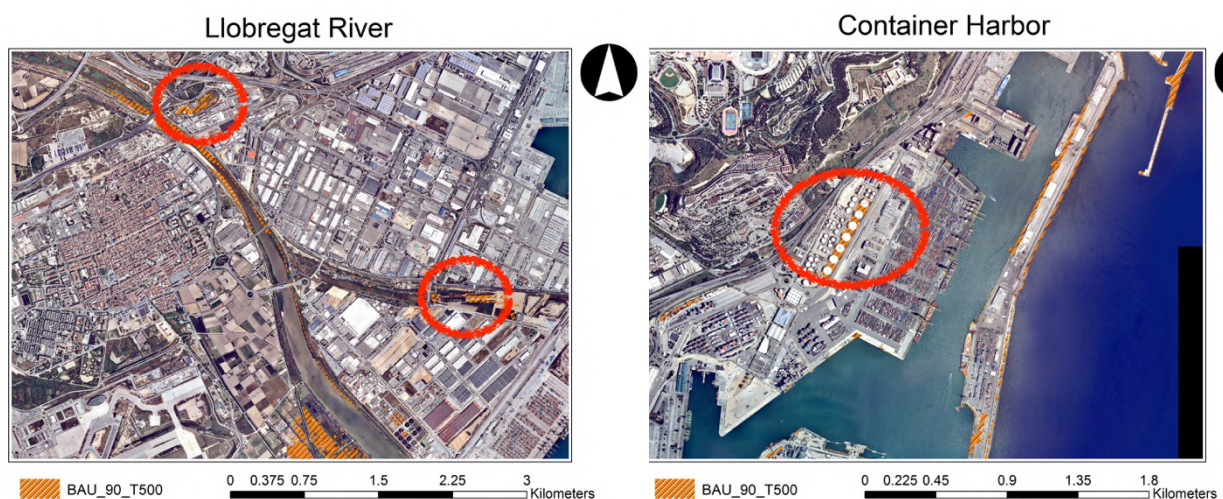 Llobregat River
Container Harbor
BAU_90_T500
0 0.375 0.75 1.5 2.25 3
Kilometers
BAU_90_T500
0 0.225 0.45 0.9 1.35 1.8
Kilometers